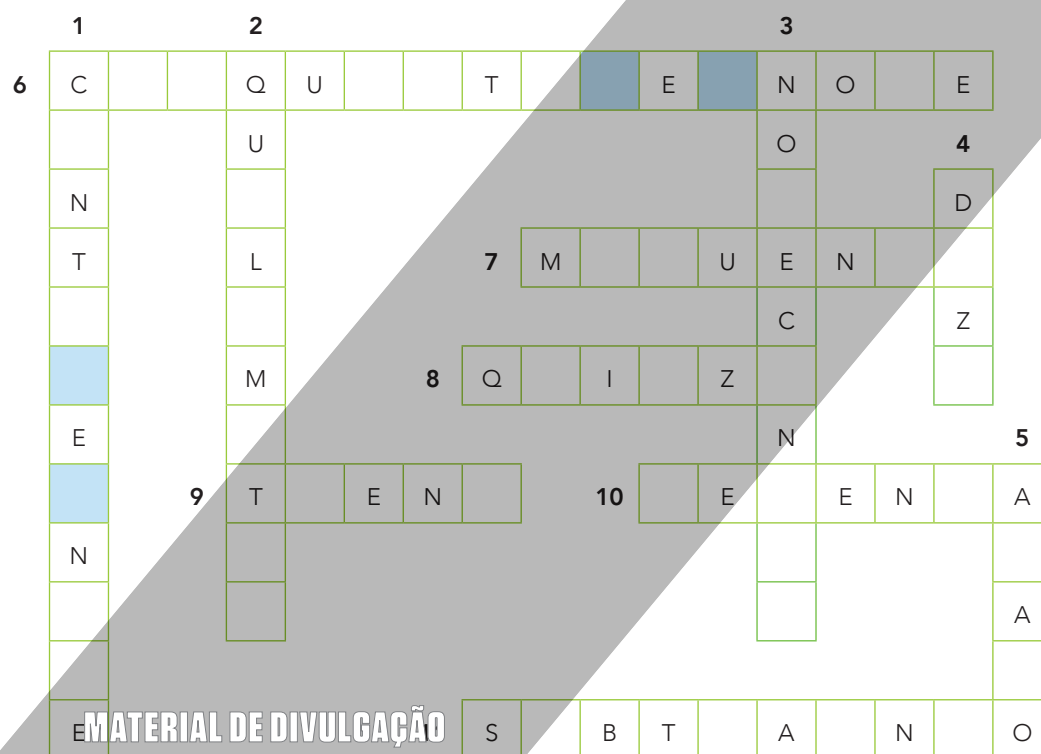 1 2 3
6 C Q U T E N O E
U O 4
N D
T L 7 M U E N
C Z
M 8 Q I Z
E N 5
9 T E N 10 E E N A
N
A
E S B T A N O
MATERIAL DE DIVULGAÇÃO